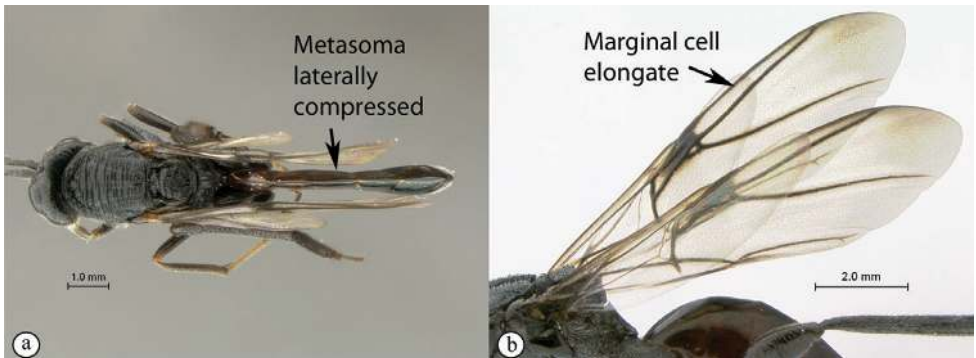 Metasoma
laterally
compressed
1.0 mm
a
Marginal cell
elongate
2.0 mm
b